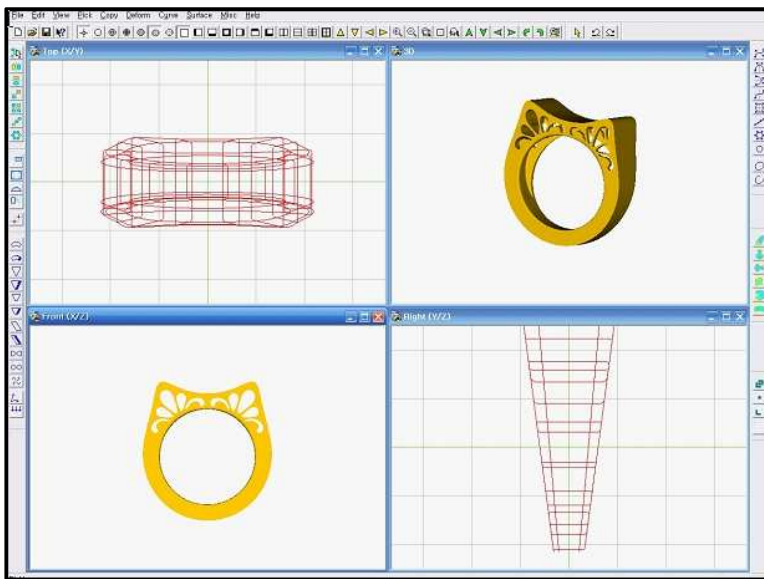 File Edit View Pick Copy Deform Curve Surface Misc Help
Top (X/Y)
3D
Front (X/Z)
Right (Y/Z)